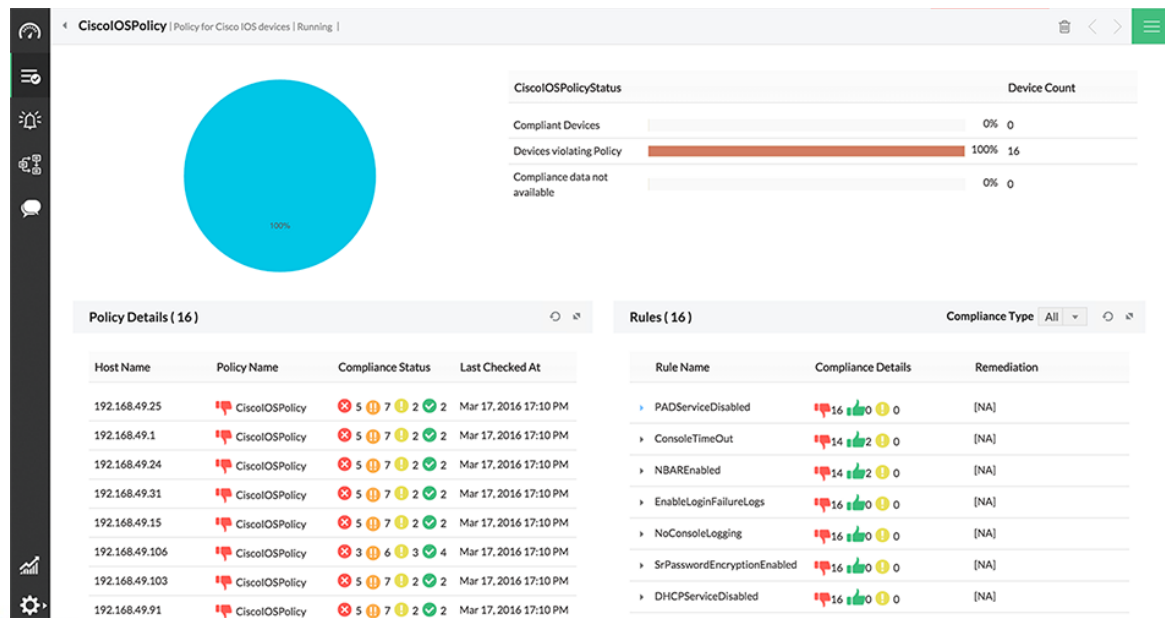 CiscoIOSPolicy | Policy for Cisco IOS devices | Running |
100%
CiscoIOSPolicyStatus Device Count
Compliant Devices 0% 0
Devices violating Policy 100% 16
Compliance data not
available 0% 0
Policy Details ( 16 )
Host Name Policy Name Compliance Status Last Checked At
192.168.49.25 CiscoIOSPolicy 5 7 2 2 Mar 17, 2016 17:10 PM
192.168.49.1 CiscoIOSPolicy 5 7 2 2 Mar 17, 2016 17:10 PM
192.168.49.24 CiscoIOSPolicy 5 7 2 2 Mar 17, 2016 17:10 PM
192.168.49.31 CiscoIOSPolicy 5 7 2 2 Mar 17, 2016 17:10 PM
192.168.49.15 CiscoIOSPolicy 5 7 2 2 Mar 17, 2016 17:10 PM
192.168.49.106 CiscoIOSPolicy 3 6 3 4 Mar 17, 2016 17:10 PM
192.168.49.103 CiscoIOSPolicy 5 7 2 2 Mar 17, 2016 17:10 PM
192.168.49.91 CiscoIOSPolicy 5 7 2 2 Mar 17, 2016 17:10 PM
Rules ( 16 ) Compliance Type All
Rule Name Compliance Details Remediation
PADServiceDisabled 16 0 0 [NA]
ConsoleTimeOut 14 2 0 [NA]
NBAREnabled 14 2 0 [NA]
EnableLoginFailureLogs 16 0 0 [NA]
NoConsoleLogging 16 0 0 [NA]
SrPasswordEncryptionEnabled 16 0 0 [NA]
DHCPServiceDisabled 16 0 0 [NA]